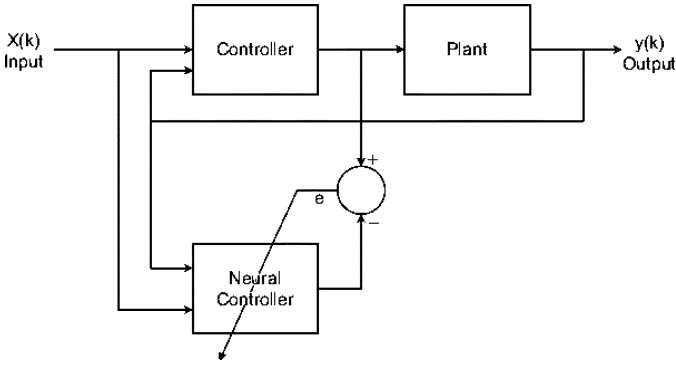 X(k)
Input
Controller
Plant
y(k)
Output
+
e
−
Neural
Controller